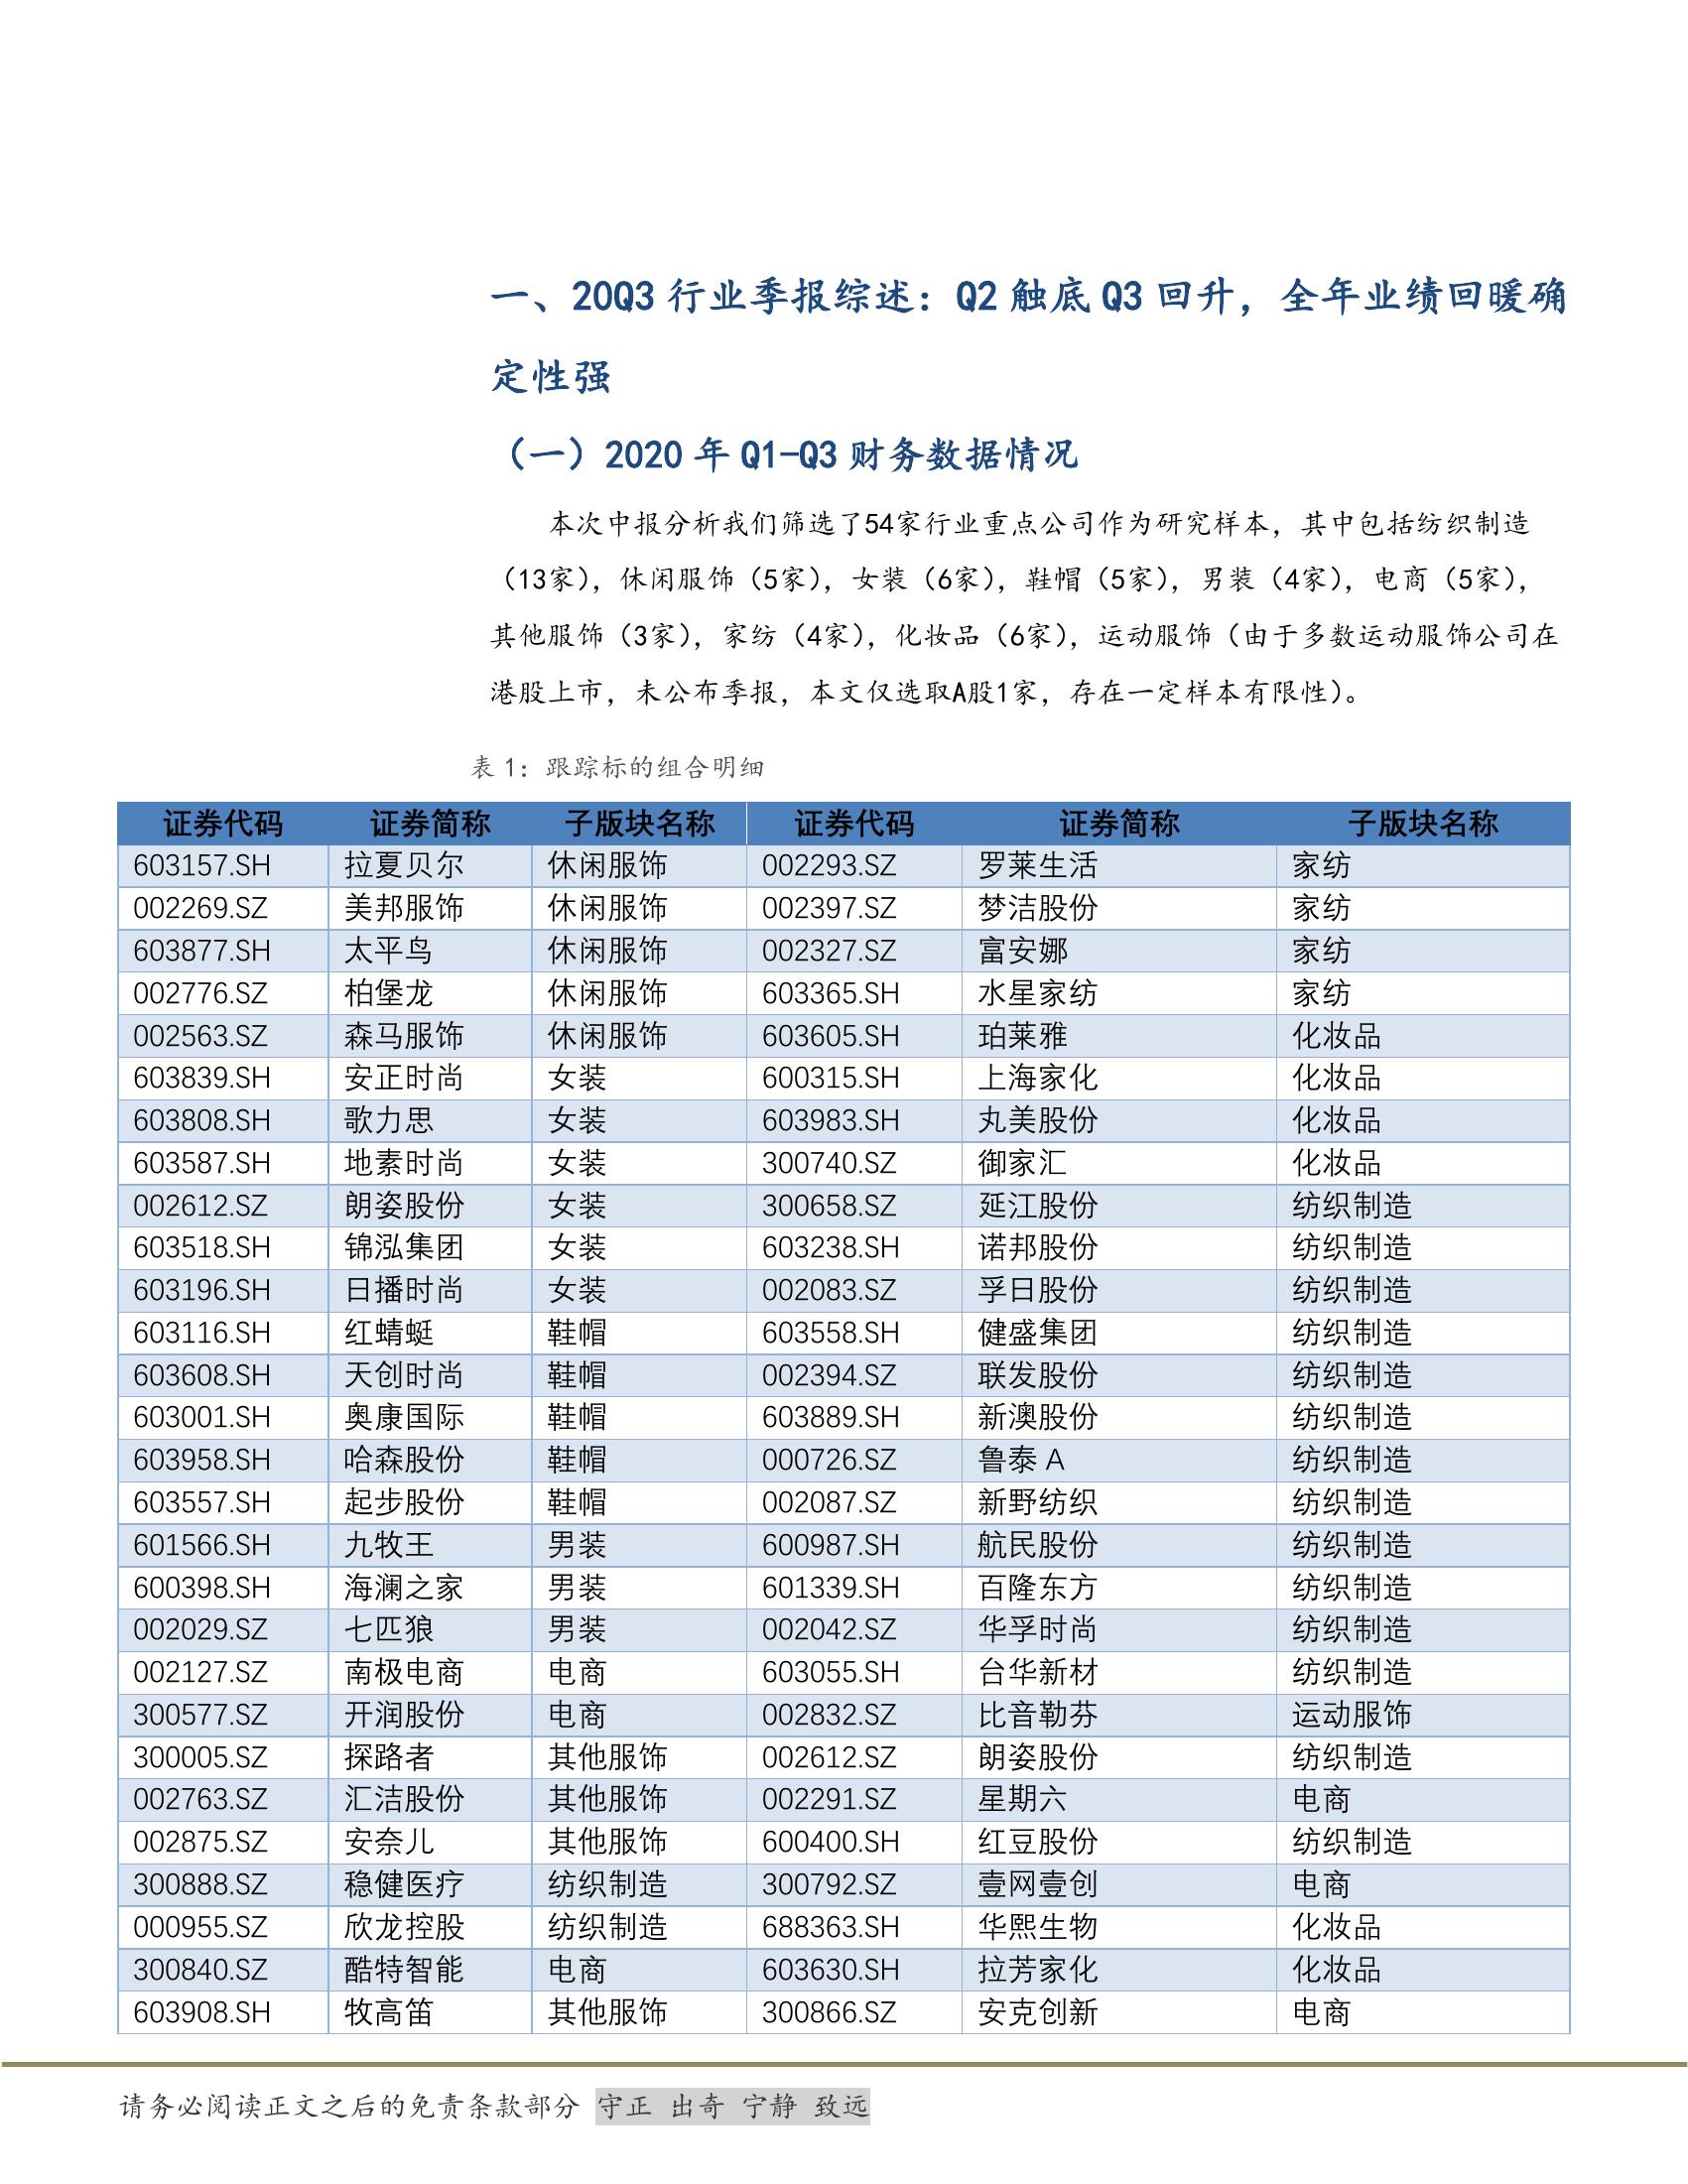 一、20Q3 行业季报综述：Q2 触底 Q3 回升，全年业绩回暖确
定性强
（一）2020 年 Q1-Q3 财务数据情况
本次中报分析我们筛选了54家行业重点公司作为研究样本，其中包括纺织制造
（13家），休闲服饰（5家），女装（6家），鞋帽（5家），男装（4家），电商（5家），
其他服饰（3家），家纺（4家），化妆品（6家），运动服饰（由于多数运动服饰公司在
港股上市，未公布季报，本文仅选取A股1家，存在一定样本有限性）。
表 1：跟踪标的组合明细
证券代码 证券简称 子版块名称 证券代码 证券简称 子版块名称
603157.SH 拉夏贝尔 休闲服饰 002293.SZ 罗莱生活 家纺
002269.SZ 美邦服饰 休闲服饰 002397.SZ 梦洁股份 家纺
603877.SH 太平鸟 休闲服饰 002327.SZ 富安娜 家纺
002776.SZ 柏堡龙 休闲服饰 603365.SH 水星家纺 家纺
002563.SZ 森马服饰 休闲服饰 603605.SH 珀莱雅 化妆品
603839.SH 安正时尚 女装 600315.SH 上海家化 化妆品
603808.SH 歌力思 女装 603983.SH 丸美股份 化妆品
603587.SH 地素时尚 女装 300740.SZ 御家汇 化妆品
002612.SZ 朗姿股份 女装 300658.SZ 延江股份 纺织制造
603518.SH 锦泓集团 女装 603238.SH 诺邦股份 纺织制造
603196.SH 日播时尚 女装 002083.SZ 孚日股份 纺织制造
603116.SH 红蜻蜓 鞋帽 603558.SH 健盛集团 纺织制造
603608.SH 天创时尚 鞋帽 002394.SZ 联发股份 纺织制造
603001.SH 奥康国际 鞋帽 603889.SH 新澳股份 纺织制造
603958.SH 哈森股份 鞋帽 000726.SZ 鲁泰 A 纺织制造
603557.SH 起步股份 鞋帽 002087.SZ 新野纺织 纺织制造
601566.SH 九牧王 男装 600987.SH 航民股份 纺织制造
600398.SH 海澜之家 男装 601339.SH 百隆东方 纺织制造
002029.SZ 七匹狼 男装 002042.SZ 华孚时尚 纺织制造
002127.SZ 南极电商 电商 603055.SH 台华新材 纺织制造
300577.SZ 开润股份 电商 002832.SZ 比音勒芬 运动服饰
300005.SZ 探路者 其他服饰 002612.SZ 朗姿股份 纺织制造
002763.SZ 汇洁股份 其他服饰 002291.SZ 星期六 电商
002875.SZ 安奈儿 其他服饰 600400.SH 红豆股份 纺织制造
300888.SZ 稳健医疗 纺织制造 300792.SZ 壹网壹创 电商
000955.SZ 欣龙控股 纺织制造 688363.SH 华熙生物 化妆品
300840.SZ 酷特智能 电商 603630.SH 拉芳家化 化妆品
603908.SH 牧高笛 其他服饰 300866.SZ 安克创新 电商
请务必阅读正文之后的免责条款部分 守正 出奇 宁静 致远